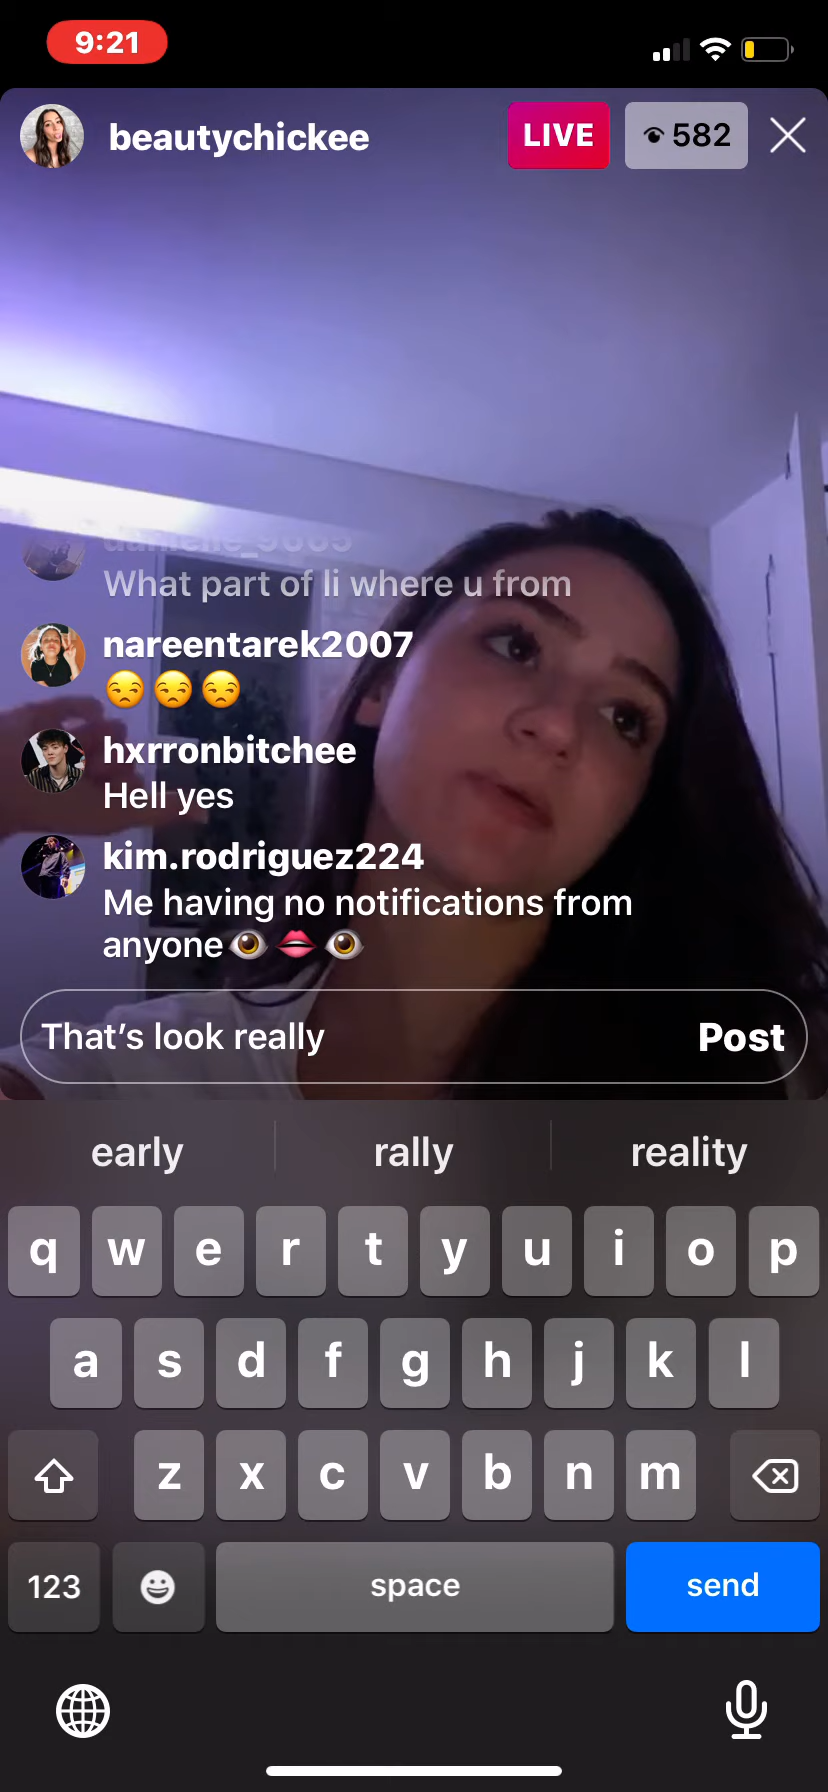 9:21
beautychickee
LIVE
582
What part of li where u from
nareentarek2007
😒😒😒
hxrronbitchee
Hell yes
kim.rodriguez224
Me having no notifications from
anyone👁️👄👁️
That's look really
Post
early rally reality
q w e r t y u i o p
a s d f g h j k l
z x c v b n m
123 space send